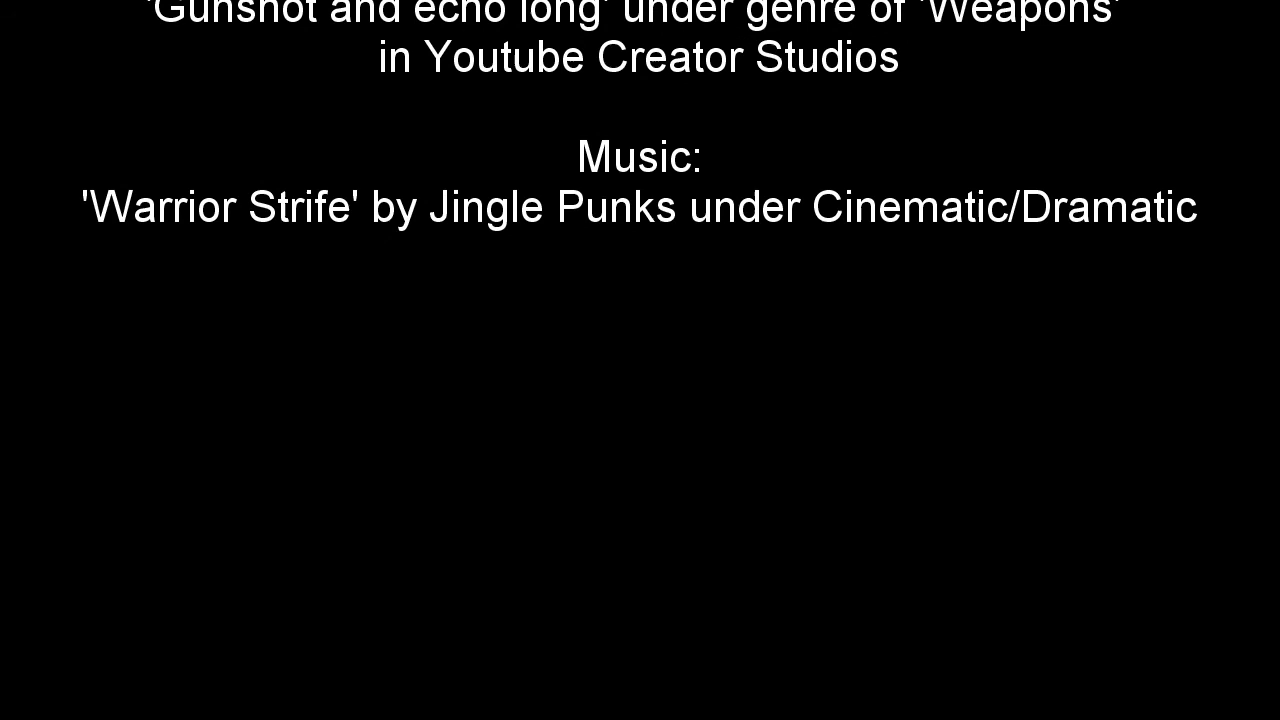 'Gunshot and echo long' under genre of 'Weapons'
in Youtube Creator Studios
Music:
'Warrior Strife' by Jingle Punks under Cinematic/Dramatic